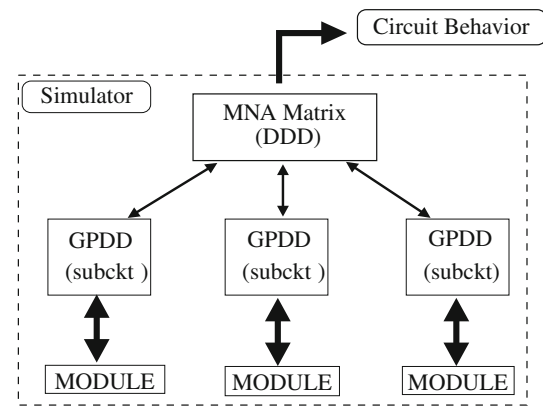 Circuit Behavior
Simulator
MNA Matrix
(DDD)
GPDD
(subckt )
GPDD
(subckt )
GPDD
(subckt)
MODULE
MODULE
MODULE